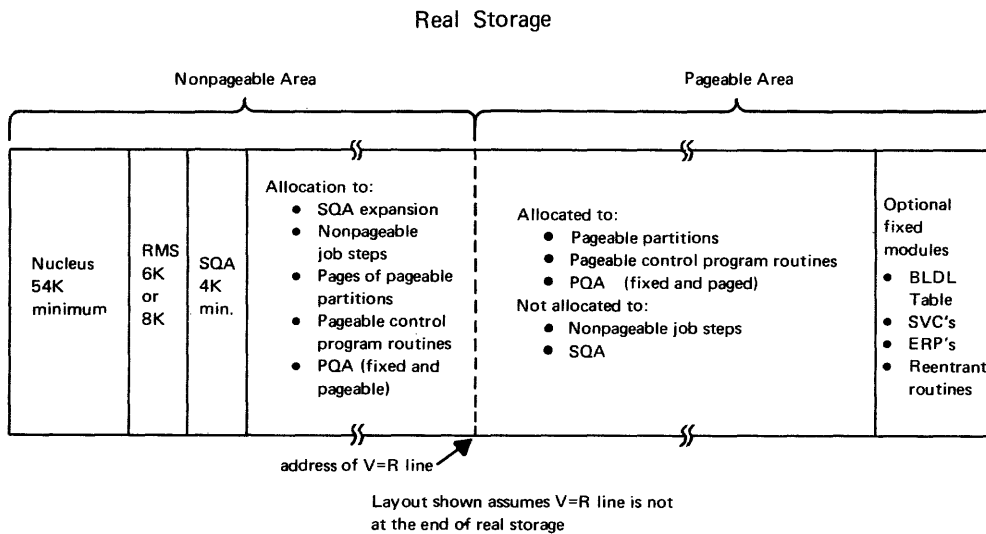 Real Storage
Nonpageable Area
Pageable Area
Nucleus
54K
minimum
RMS
6K
or
8K
SQA
4K
min.
Allocation to:
● SQA expansion
● Nonpageable
job steps
● Pages of pageable
partitions
● Pageable control
program routines
● PQA (fixed and
pageable)
Allocated to:
● Pageable partitions
● Pageable control program routines
● PQA (fixed and paged)
Not allocated to:
● Nonpageable job steps
● SQA
Optional
fixed
modules
● BLDL
Table
● SVC's
● ERP's
● Reentrant
routines
address of V=R line
Layout shown assumes V=R line is not
at the end of real storage